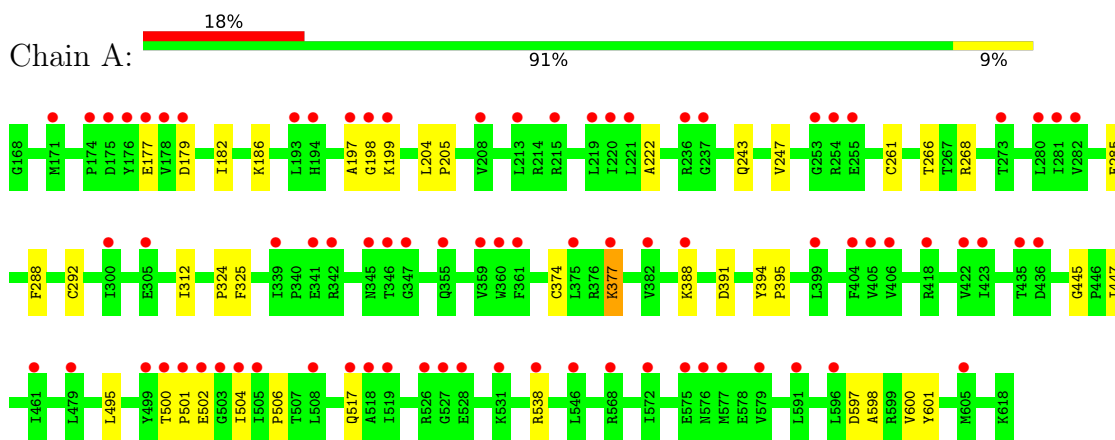 18%
Chain A:
91% 9%
G168 M171 P174 D175 Y176 E177 V178 D179 I182 K186 L193 H194 A197 G198 K199 L204 P205 V208 L213 R214 R215 L219 I220 L221 A222 R236 G237 Q243 V247 G253 R254 E255 C261 T266 T267 R268 T273 L280 I281 V282
F288 C292 I300 E305 I312 P324 F325 I339 P340 E341 R342 N345 T346 G347 Q355 V359 W360 F361 C374 L375 R376 K377 V382 K388 D391 Y394 P395 L399 F404 V405 V406 R418 V422 I423 T435 D436 G445 P446
I461 L479 L495 Y499 T500 P501 E502 G503 I504 I505 P506 T507 L508 Q517 A518 I519 R526 G527 E528 K531 R538 L546 R568 I572 E575 N576 M577 E578 V579 L591 L596 D597 A598 R599 V600 Y601 M605 K618